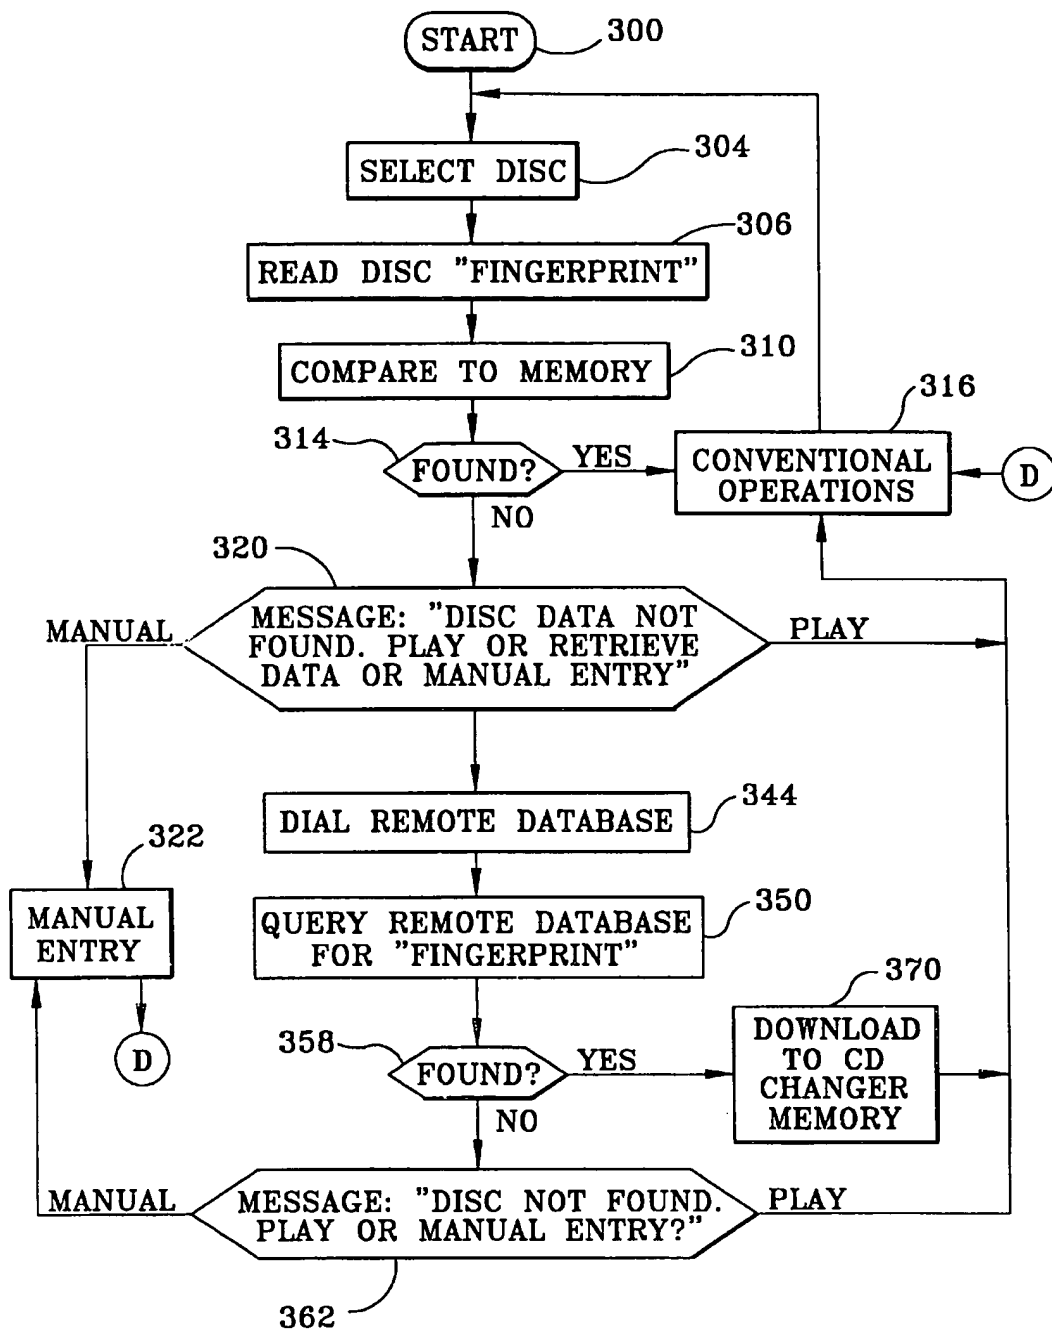 START
300
SELECT DISC
304
306
READ DISC "FINGERPRINT"
COMPARE TO MEMORY
310
314
FOUND?
YES
NO
316
CONVENTIONAL
OPERATIONS
D
320
MANUAL
MESSAGE: "DISC DATA NOT
FOUND. PLAY OR RETRIEVE
DATA OR MANUAL ENTRY"
PLAY
DIAL REMOTE DATABASE
344
322
MANUAL
ENTRY
D
QUERY REMOTE DATABASE
FOR "FINGERPRINT"
350
358
FOUND?
YES
NO
370
DOWNLOAD
TO CD
CHANGER
MEMORY
MANUAL
MESSAGE: "DISC NOT FOUND.
PLAY OR MANUAL ENTRY?"
PLAY
362